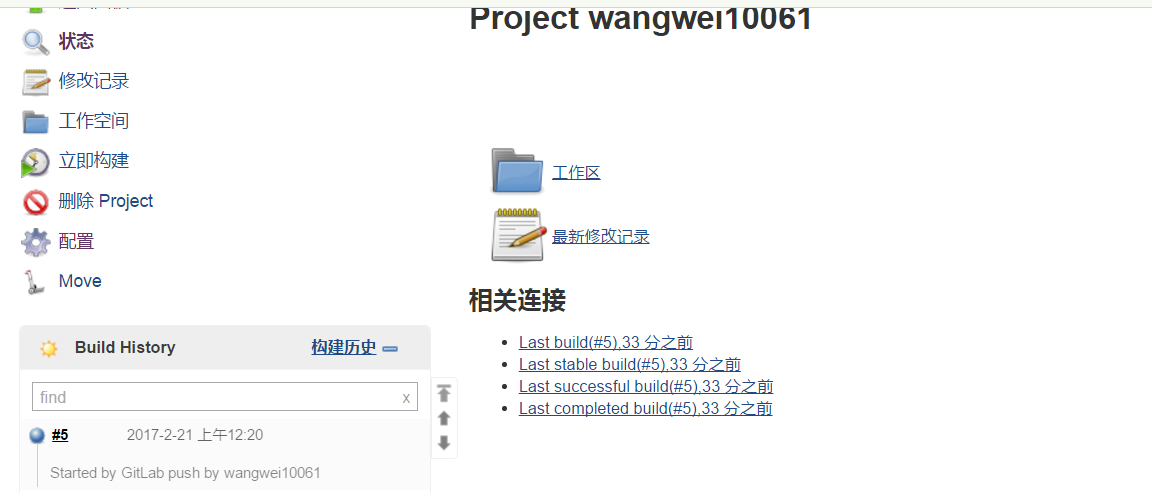 Project wangwei10061
状态
修改记录
工作空间
立即构建
删除 Project
配置
Move
工作区
最新修改记录
相关连接
Last build(#5),33 分之前
Last stable build(#5),33 分之前
Last successful build(#5),33 分之前
Last completed build(#5),33 分之前
Build History
构建历史
find
x
#5
2017-2-21 上午12:20
Started by GitLab push by wangwei10061